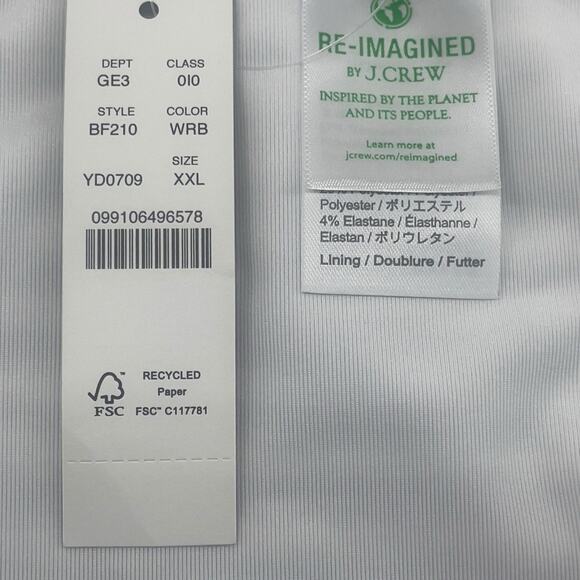 DEPT CLASS
GE3 0I0
STYLE COLOR
BF210 WRB
SIZE
YD0709 XXL
099106496578
RECYCLED
Paper
FSC™ C117781
FSC
RE-IMAGINED
BY J.CREW
INSPIRED BY THE PLANET
AND ITS PEOPLE.
Learn more at
jcrew.com/reimagined
Polyester / ポリエステル
4% Elastane / Élasthanne /
Elastan / ポリウレタン
Lining / Doublure / Futter